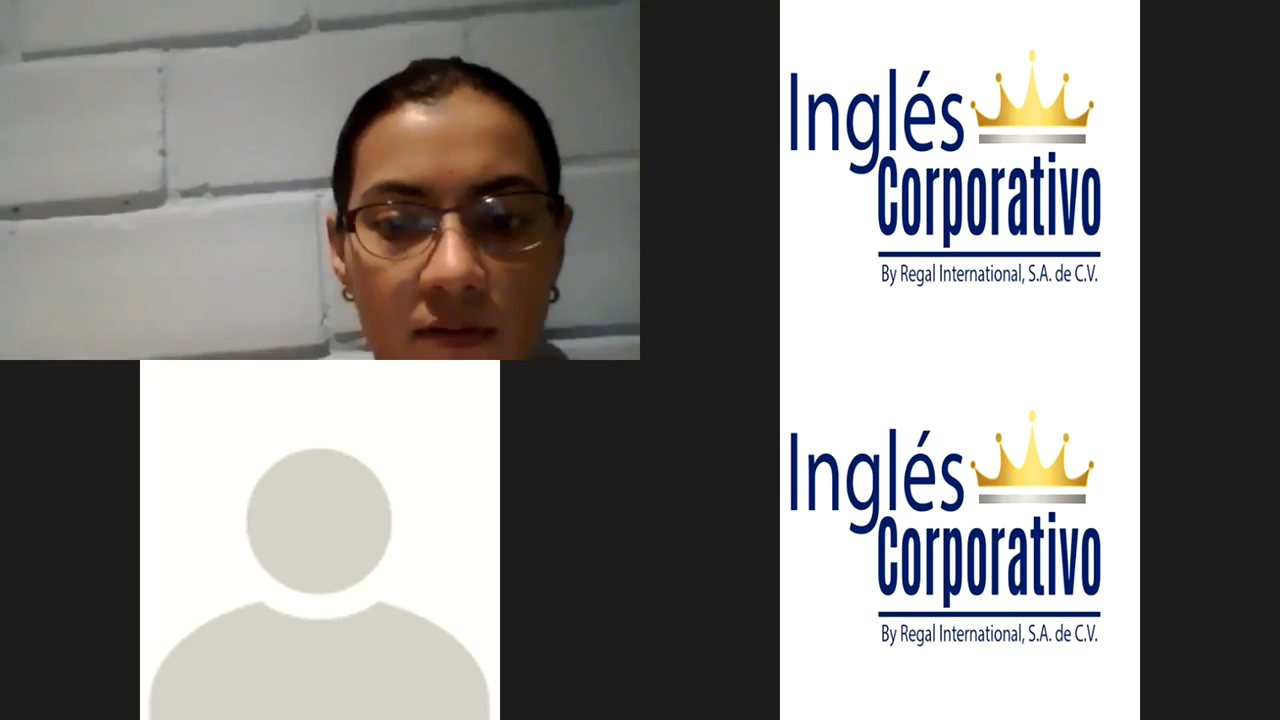 Inglés
Corporativo
By Regal International, S.A. de C.V.
Inglés
Corporativo
By Regal International, S.A. de C.V.